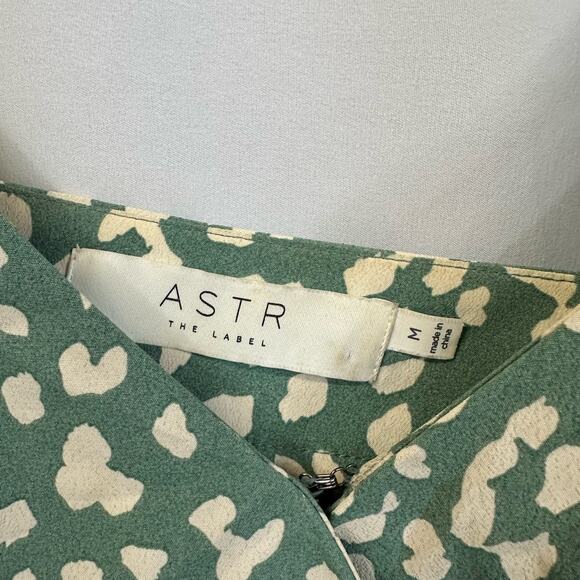 ASTR
THE LABEL
M
made in
china